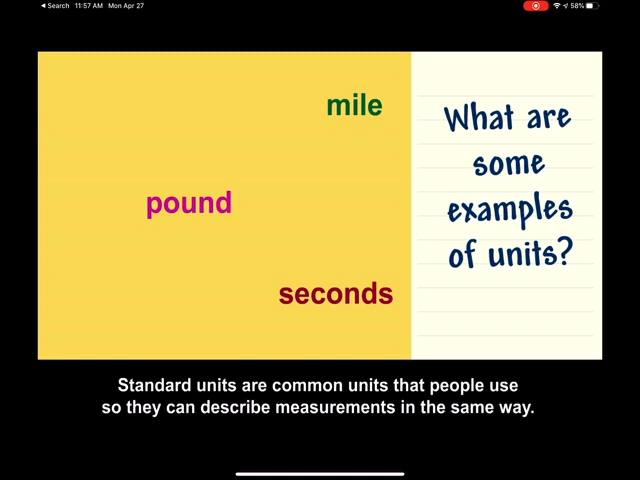 Search 11:57 AM Mon Apr 27 58%
mile
pound
seconds
What are
some
examples
of units?
Standard units are common units that people use
so they can describe measurements in the same way.